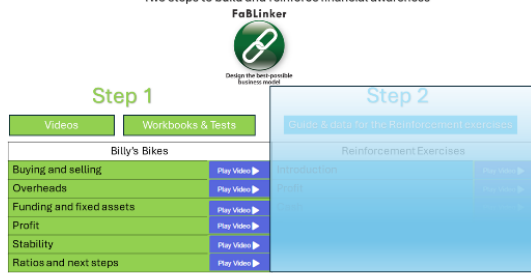 Two steps to build and reinforce financial awareness
FaBLinker
Design the best-possible
business model
Step 1
Step 2
Videos
Workbooks & Tests
Guide & data for the Reinforcement exercises
Billy's Bikes
Reinforcement Exercises
Buying and selling Play Video
Introduction Play Video
Overheads Play Video
Profit Play Video
Funding and fixed assets Play Video
Profit Play Video
Stability Play Video
Ratios and next steps Play Video